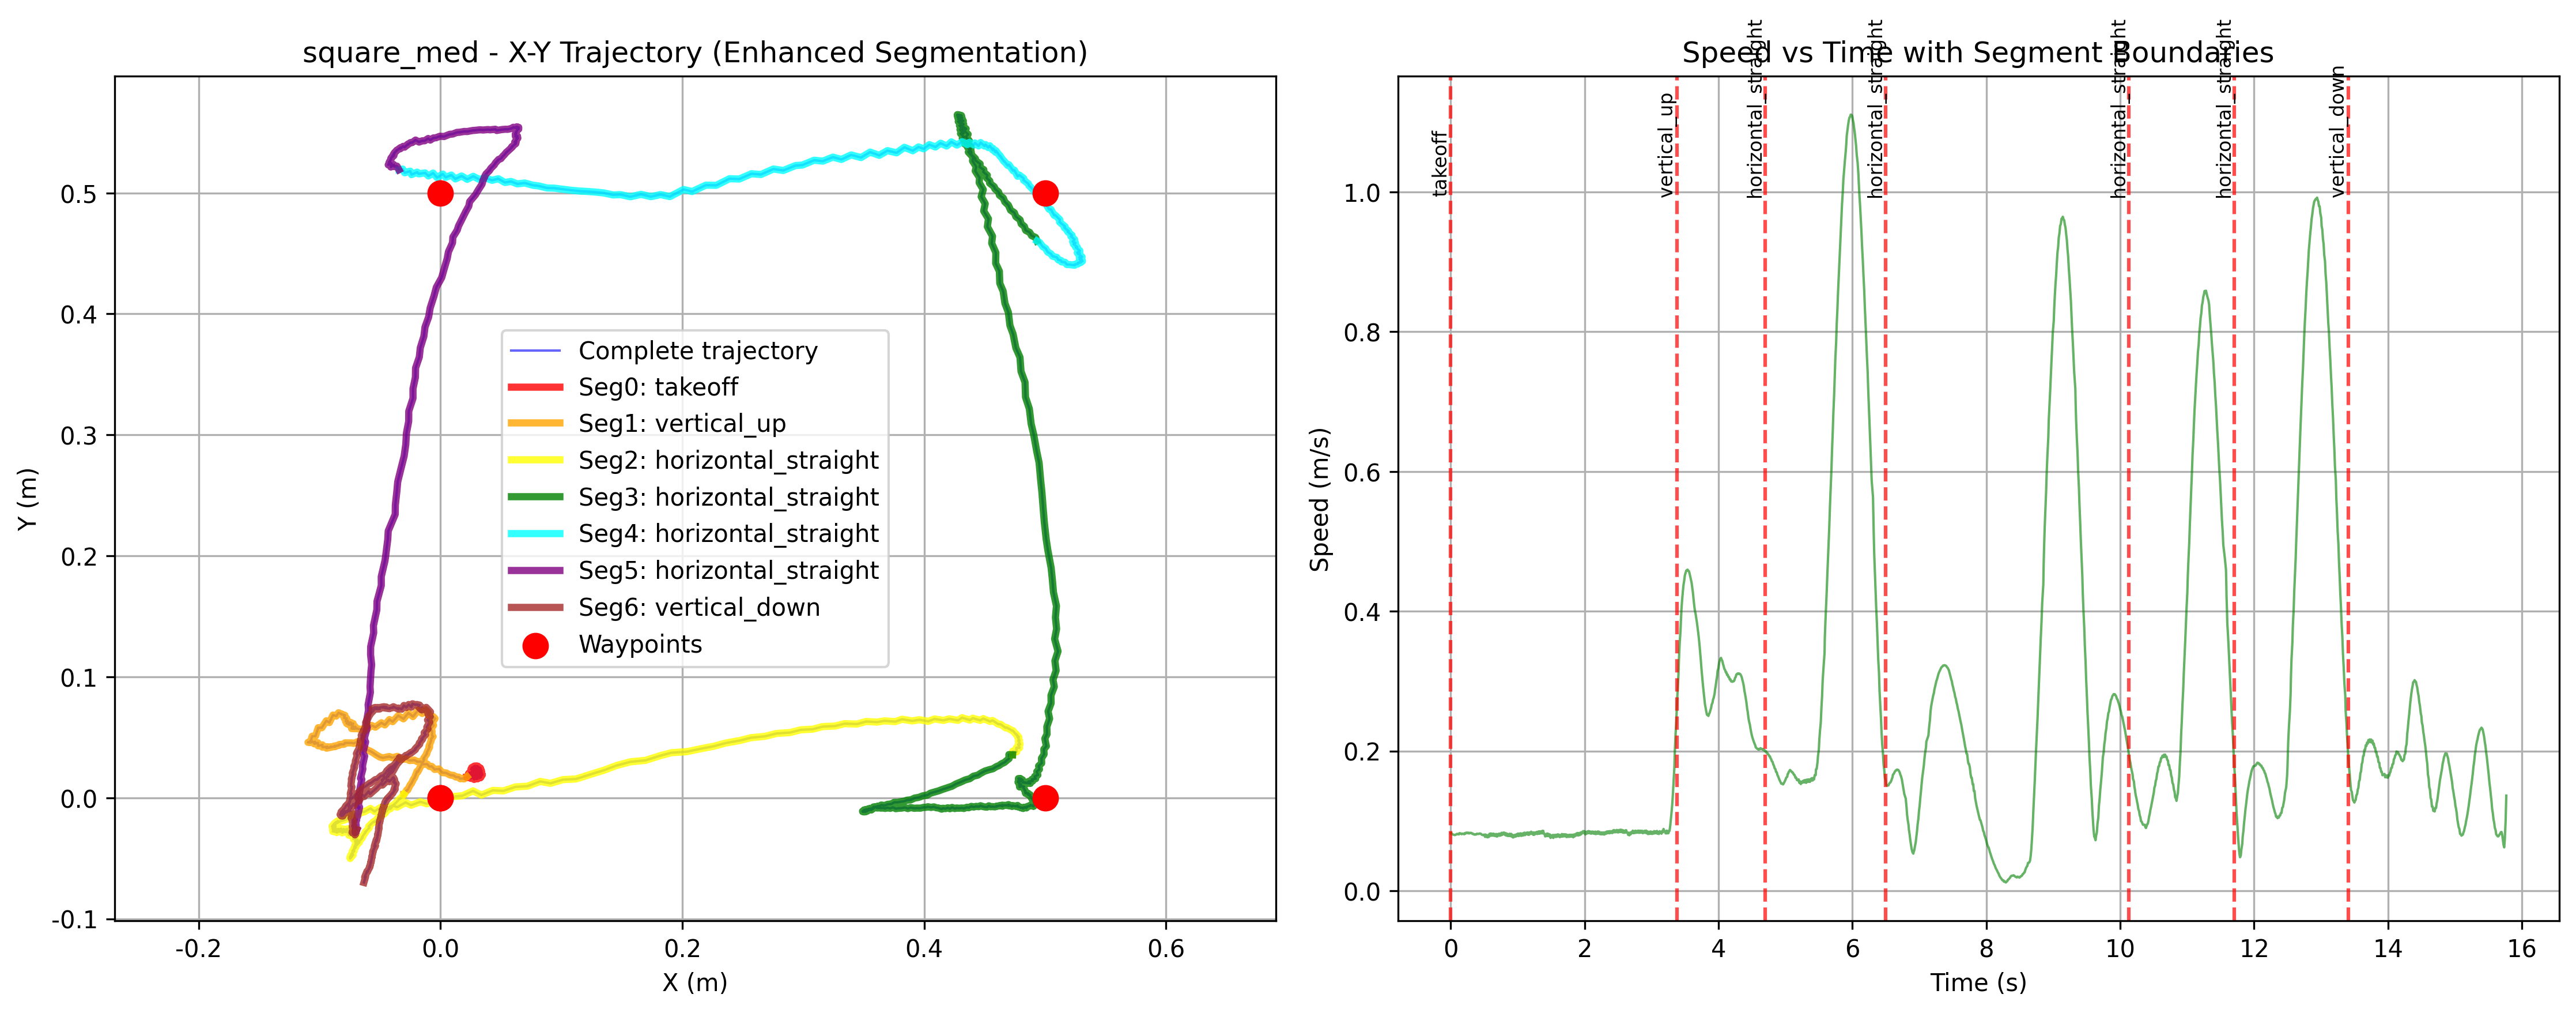 square_med - X-Y Trajectory (Enhanced Segmentation)
Y (m)
0.5
0.4
0.3
0.2
0.1
0.0
-0.1
-0.2
0.0
0.2
0.4
0.6
X (m)
Complete trajectory
Seg0: takeoff
Seg1: vertical_up
Seg2: horizontal_straight
Seg3: horizontal_straight
Seg4: horizontal_straight
Seg5: horizontal_straight
Seg6: vertical_down
Waypoints
Speed vs Time with Segment Boundaries
takeoff
vertical_up
horizontal_straight
horizontal_straight
horizontal_straight
horizontal_straight
vertical_down
Speed (m/s)
1.0
0.8
0.6
0.4
0.2
0.0
0
2
4
6
8
10
12
14
16
Time (s)